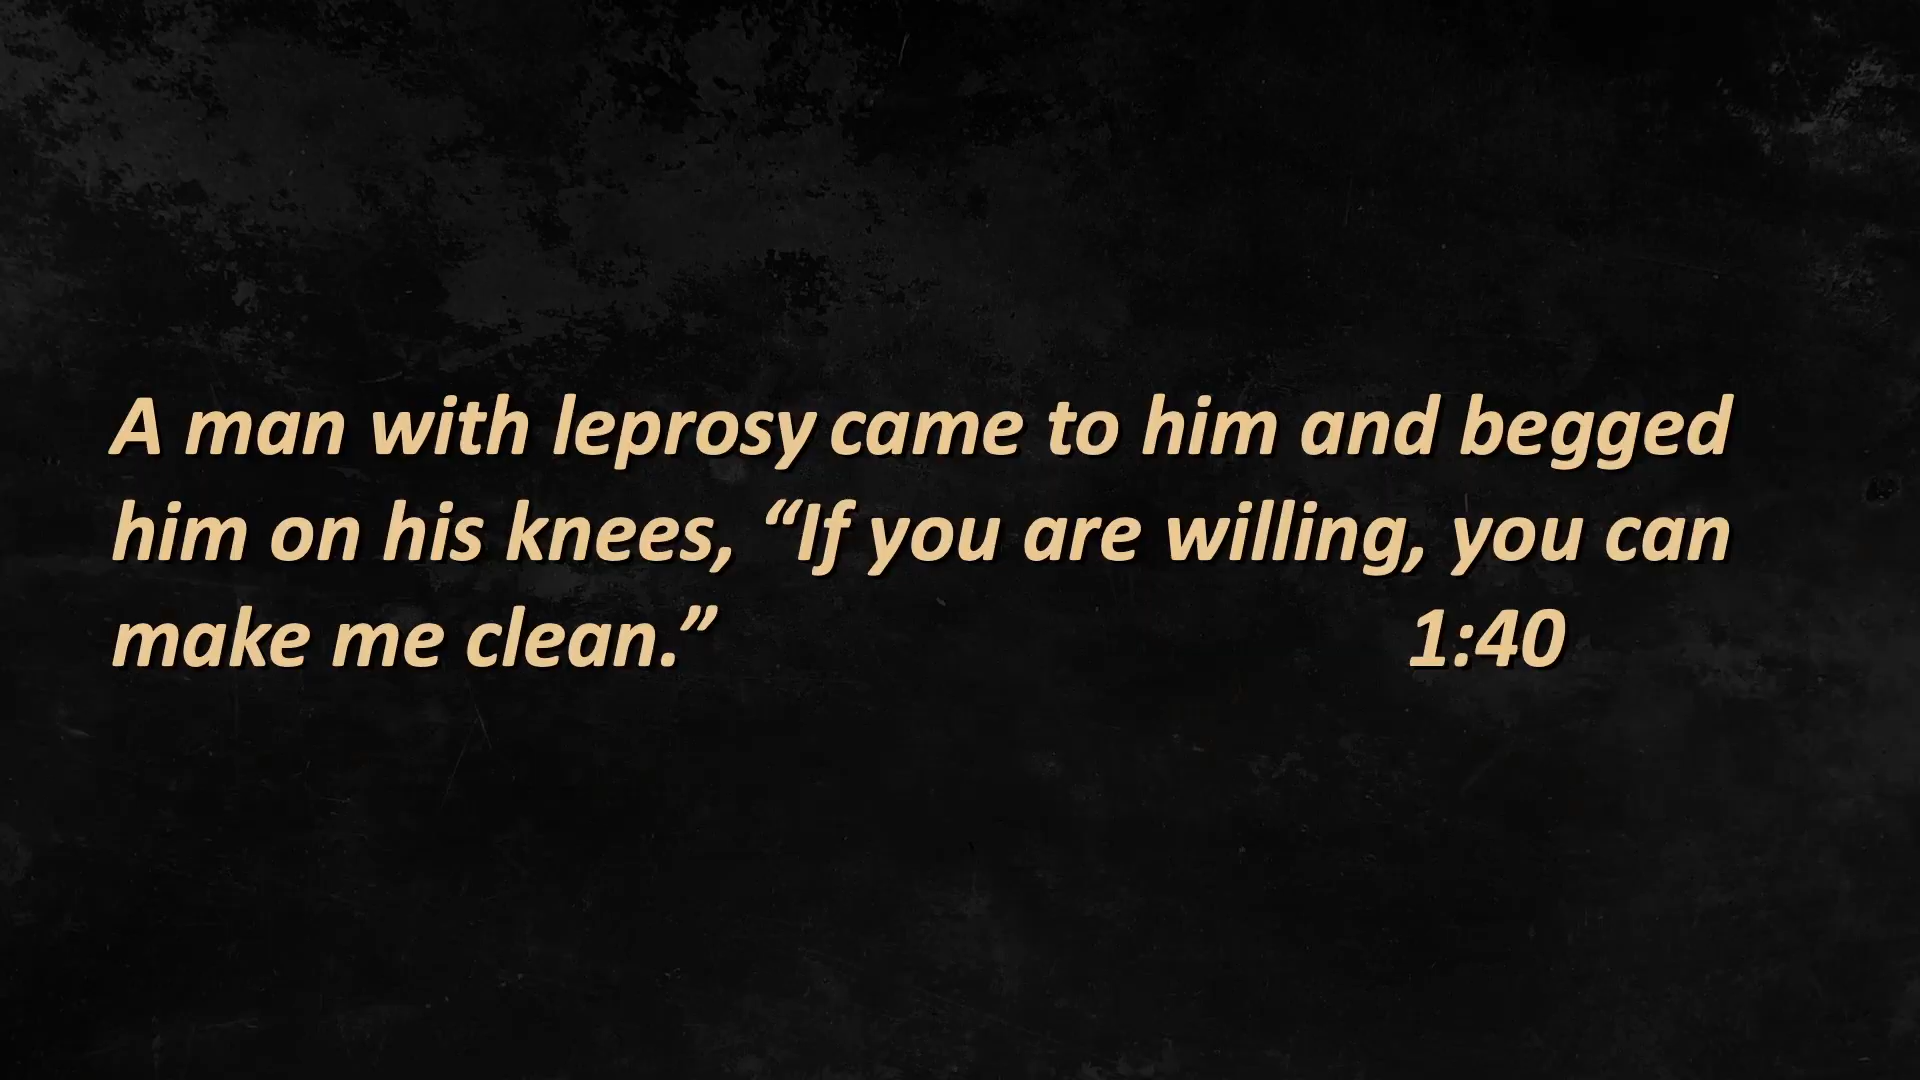 A man with leprosy came to him and begged
him on his knees, “If you are willing, you can
make me clean.” 1:40